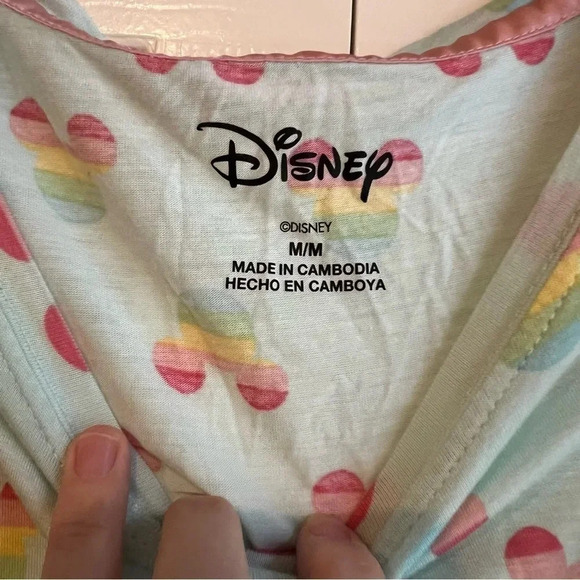 Disney
©DISNEY
M/M
MADE IN CAMBODIA
HECHO EN CAMBOYA